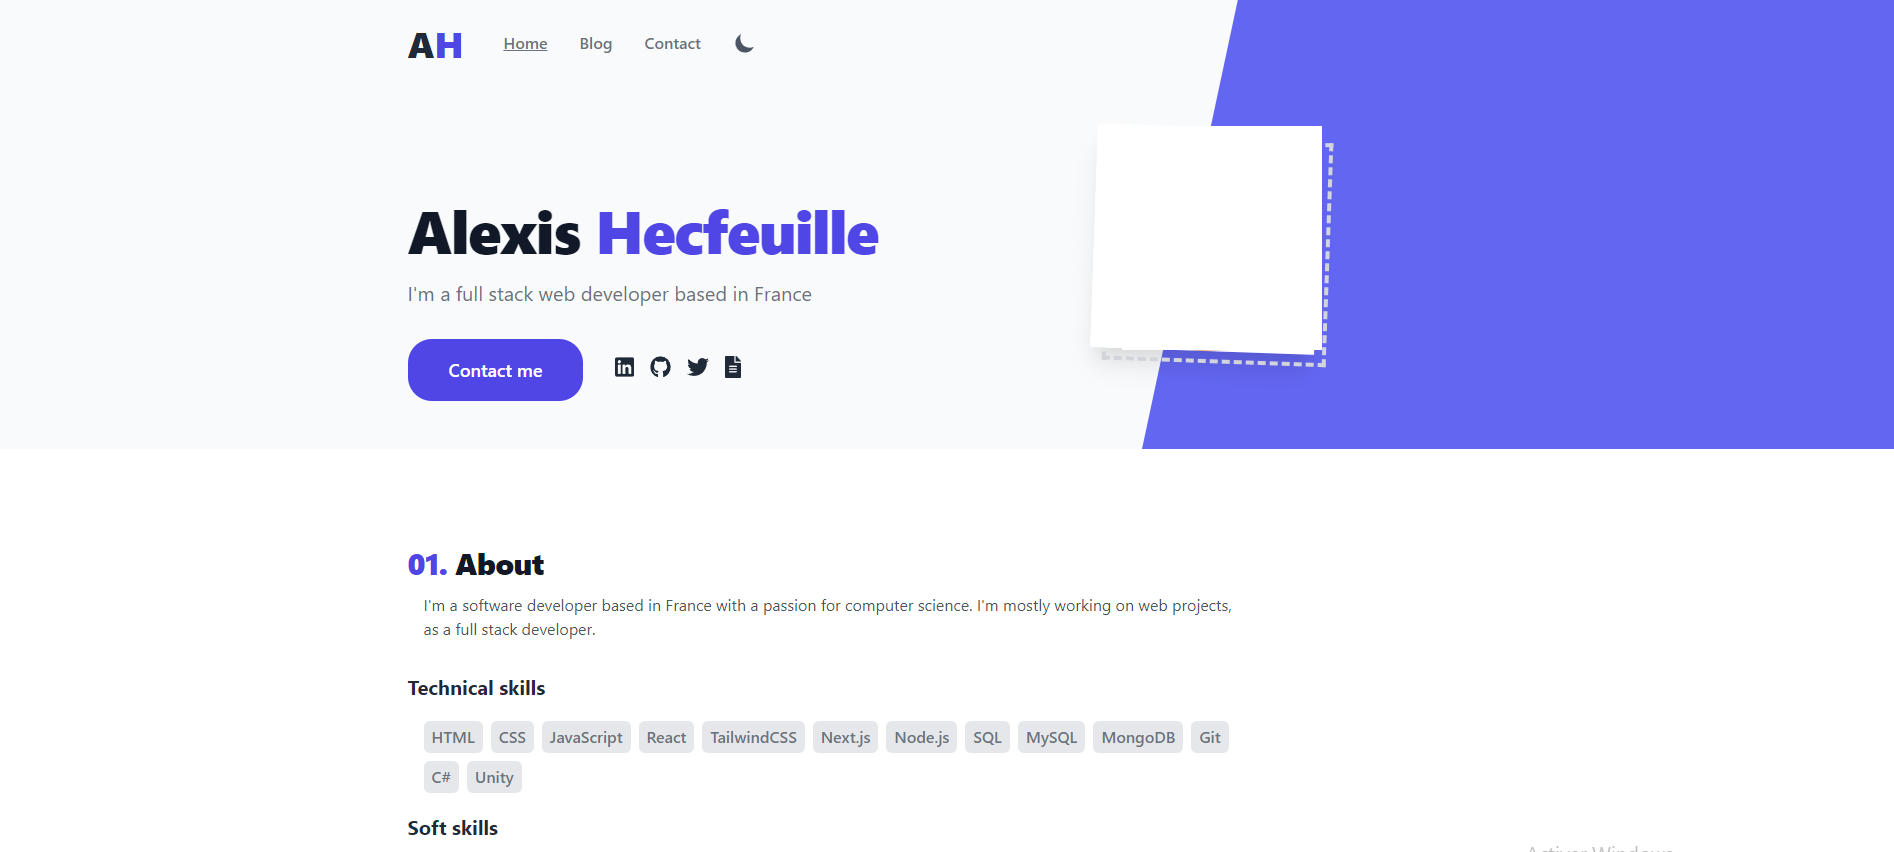 AH Home Blog Contact
Alexis Hecfeuille
I'm a full stack web developer based in France
Contact me
01. About
I'm a software developer based in France with a passion for computer science. I'm mostly working on web projects,
as a full stack developer.
Technical skills
HTML CSS JavaScript React TailwindCSS Next.js Node.js SQL MySQL MongoDB Git
C# Unity
Soft skills
Activer Windows